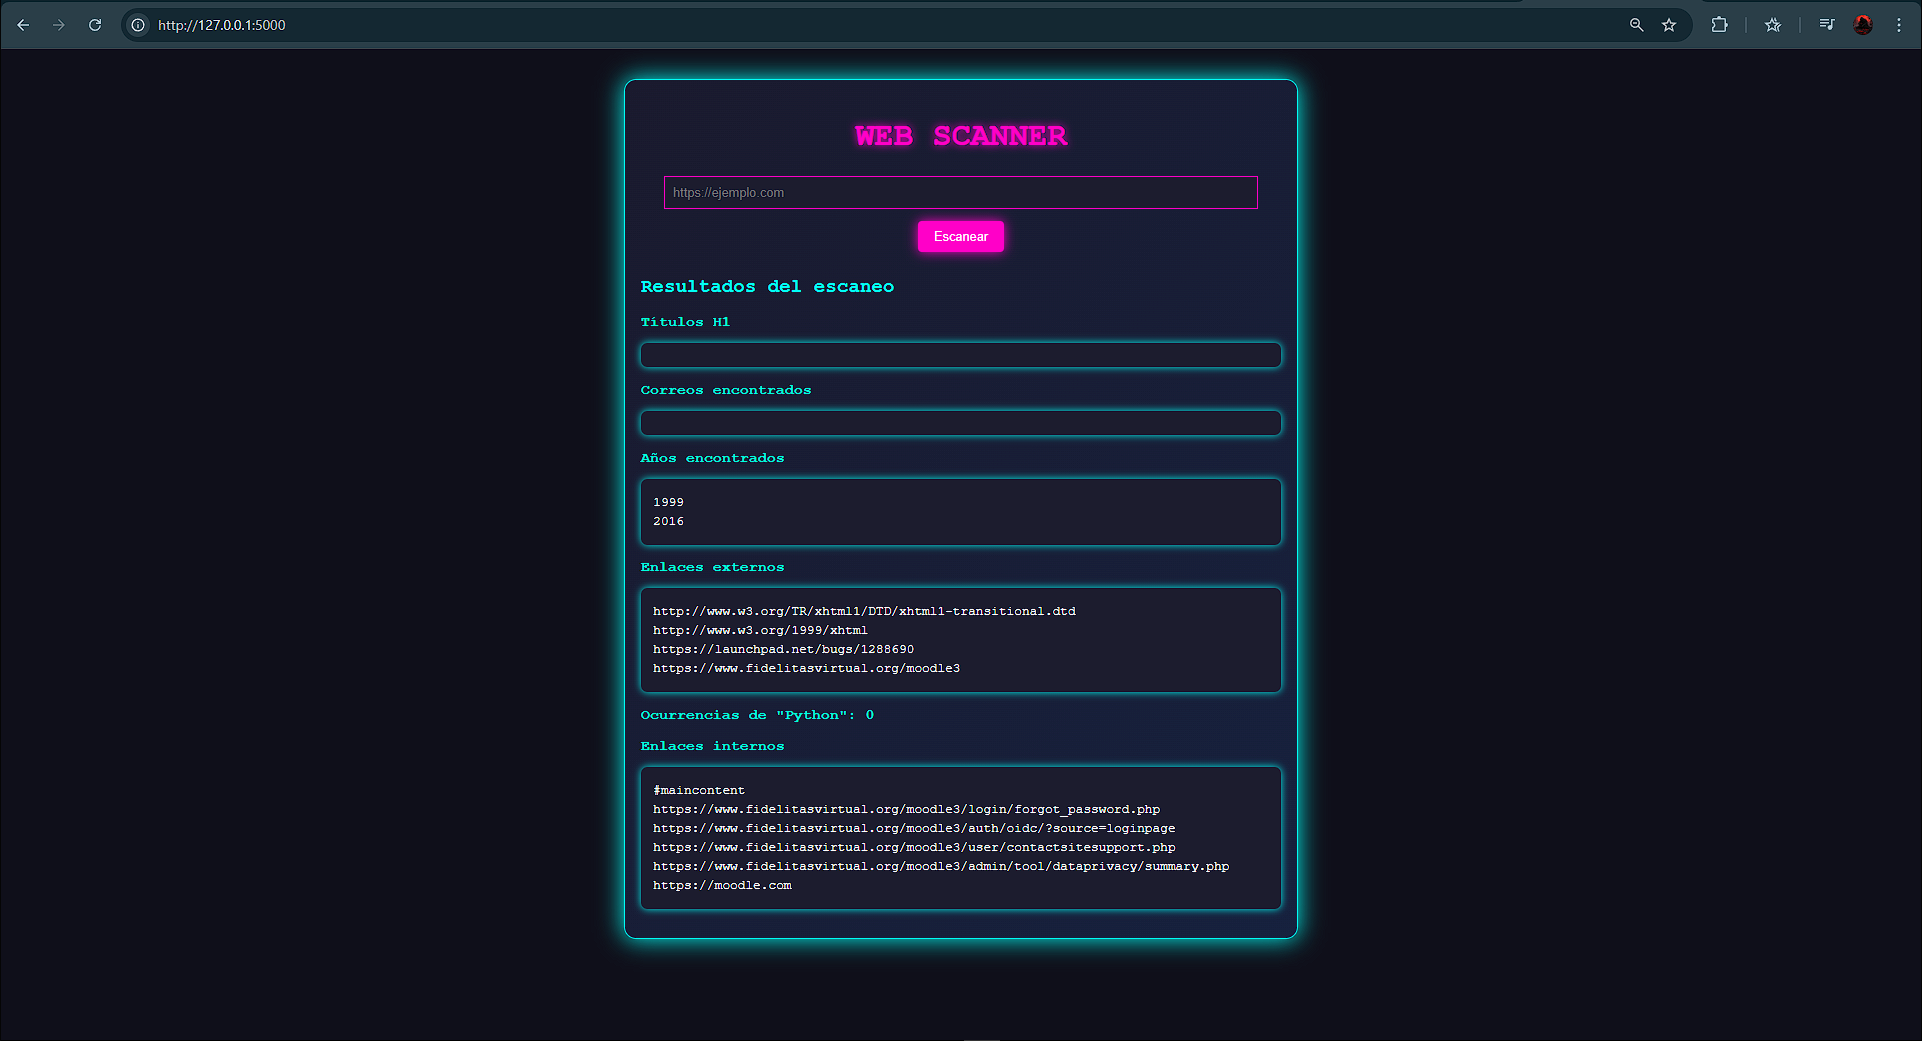 http://127.0.0.1:5000
WEB SCANNER
https://ejemplo.com
Escanear
Resultados del escaneo
Títulos H1
Correos encontrados
Años encontrados
1999
2016
Enlaces externos
http://www.w3.org/TR/xhtml1/DTD/xhtml1-transitional.dtd
http://www.w3.org/1999/xhtml
https://launchpad.net/bugs/1288690
https://www.fidelitasvirtual.org/moodle3
Ocurrencias de "Python": 0
Enlaces internos
#maincontent
https://www.fidelitasvirtual.org/moodle3/login/forgot_password.php
https://www.fidelitasvirtual.org/moodle3/auth/oidc/?source=loginpage
https://www.fidelitasvirtual.org/moodle3/user/contactsitesupport.php
https://www.fidelitasvirtual.org/moodle3/admin/tool/dataprivacy/summary.php
https://moodle.com